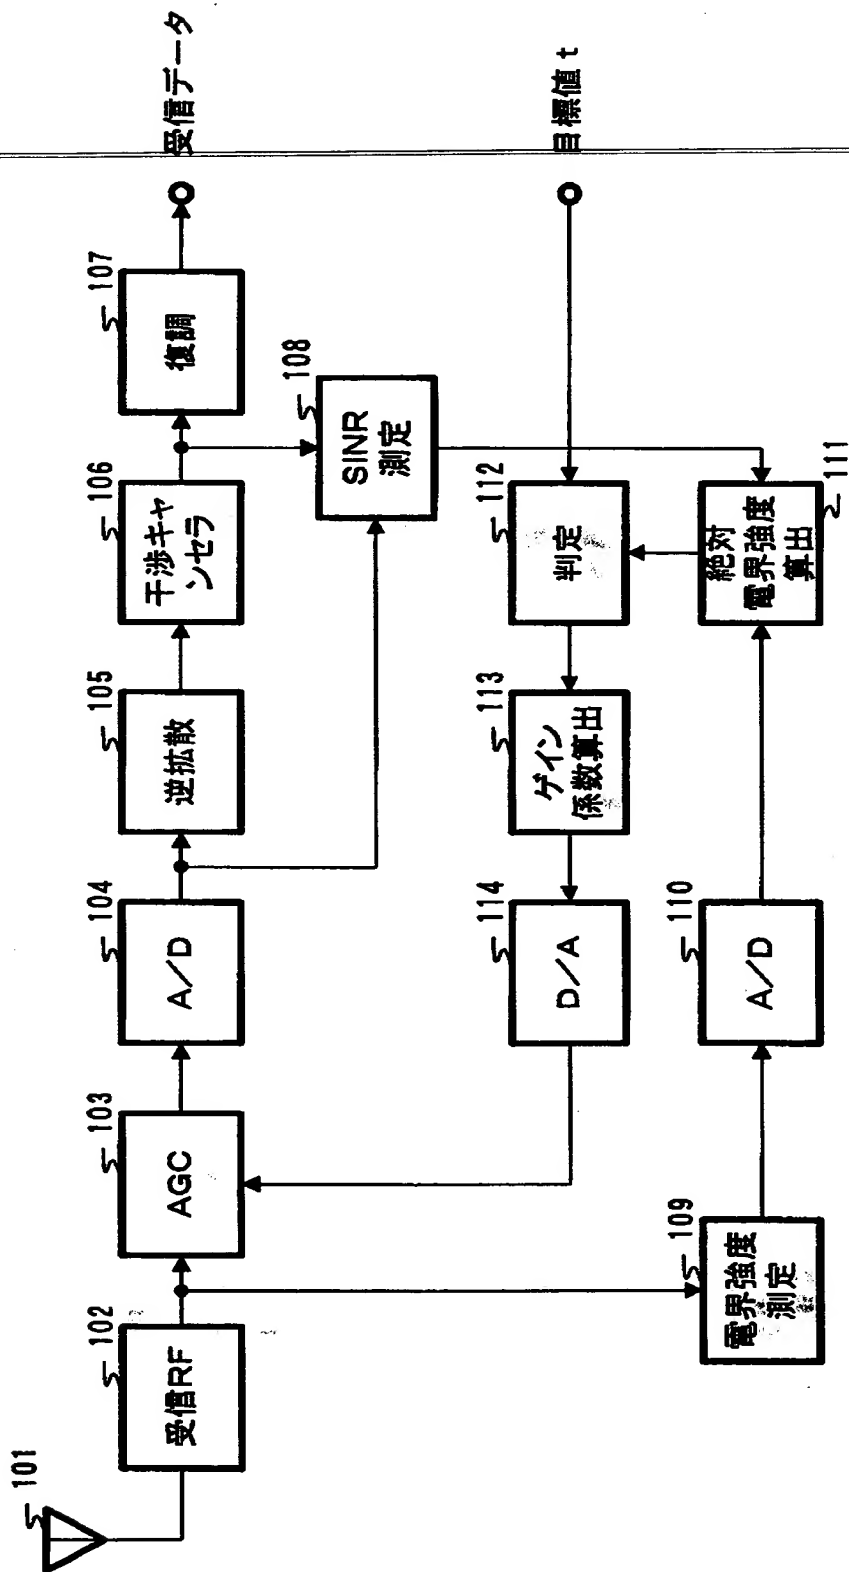 101
102
受信RF
103
AGC
104
A/D
105
逆拡散
106
干渉キャ
ンセラ
107
復調
受信データ
108
SINR
測定
目標値 t
112
判定
113
ゲイン
係数算出
114
D/A
109
電界強度
測定
110
A/D
111
絶対
電界強度
算出